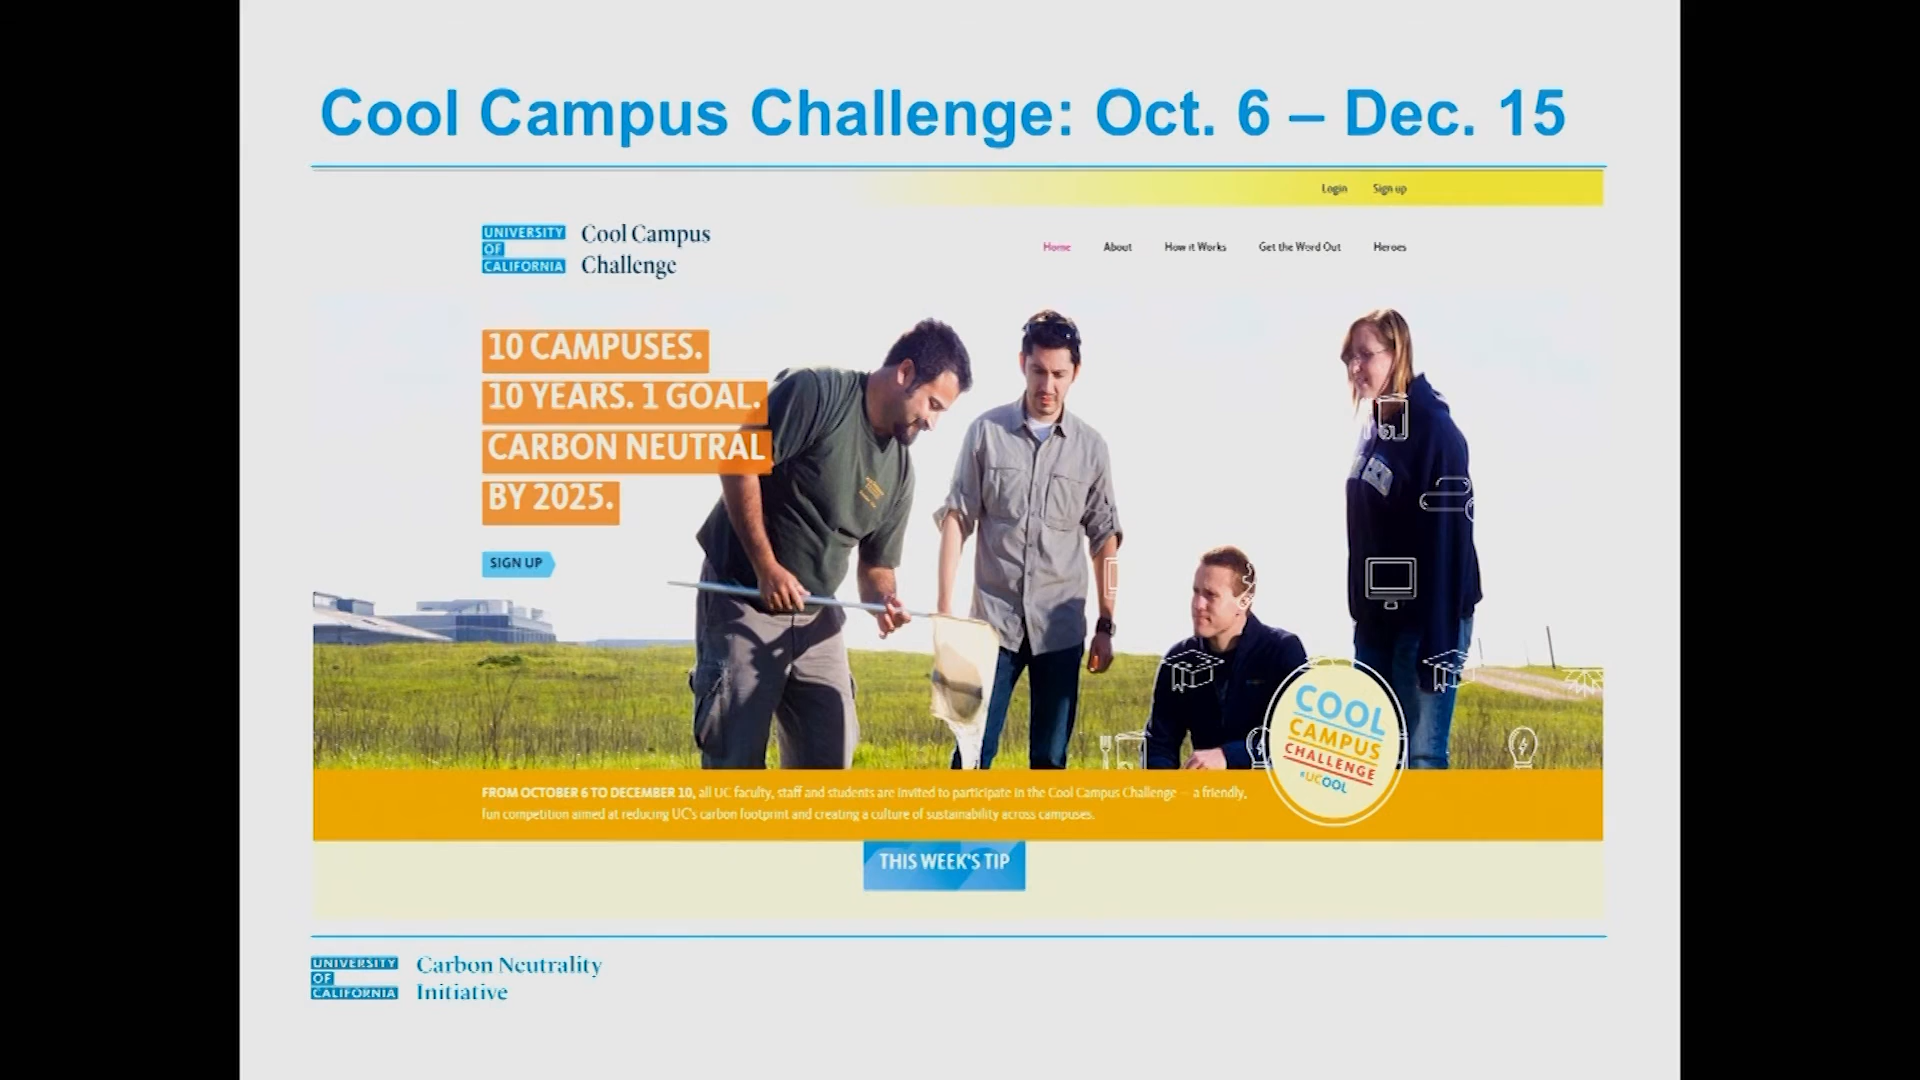 Cool Campus Challenge: Oct. 6 – Dec. 15
Login Sign up
UNIVERSITY
OF
CALIFORNIA
Cool Campus
Challenge
Home About How it Works Get the Word Out Heroes
10 CAMPUSES.
10 YEARS. 1 GOAL.
CARBON NEUTRAL
BY 2025.
SIGN UP
COOL
CAMPUS
CHALLENGE
#UCOOL
FROM OCTOBER 6 TO DECEMBER 10, all UC faculty, staff and students are invited to participate in the Cool Campus Challenge — a friendly,
fun competition aimed at reducing UC's carbon footprint and creating a culture of sustainability across campuses.
THIS WEEK'S TIP
UNIVERSITY
OF
CALIFORNIA
Carbon Neutrality
Initiative